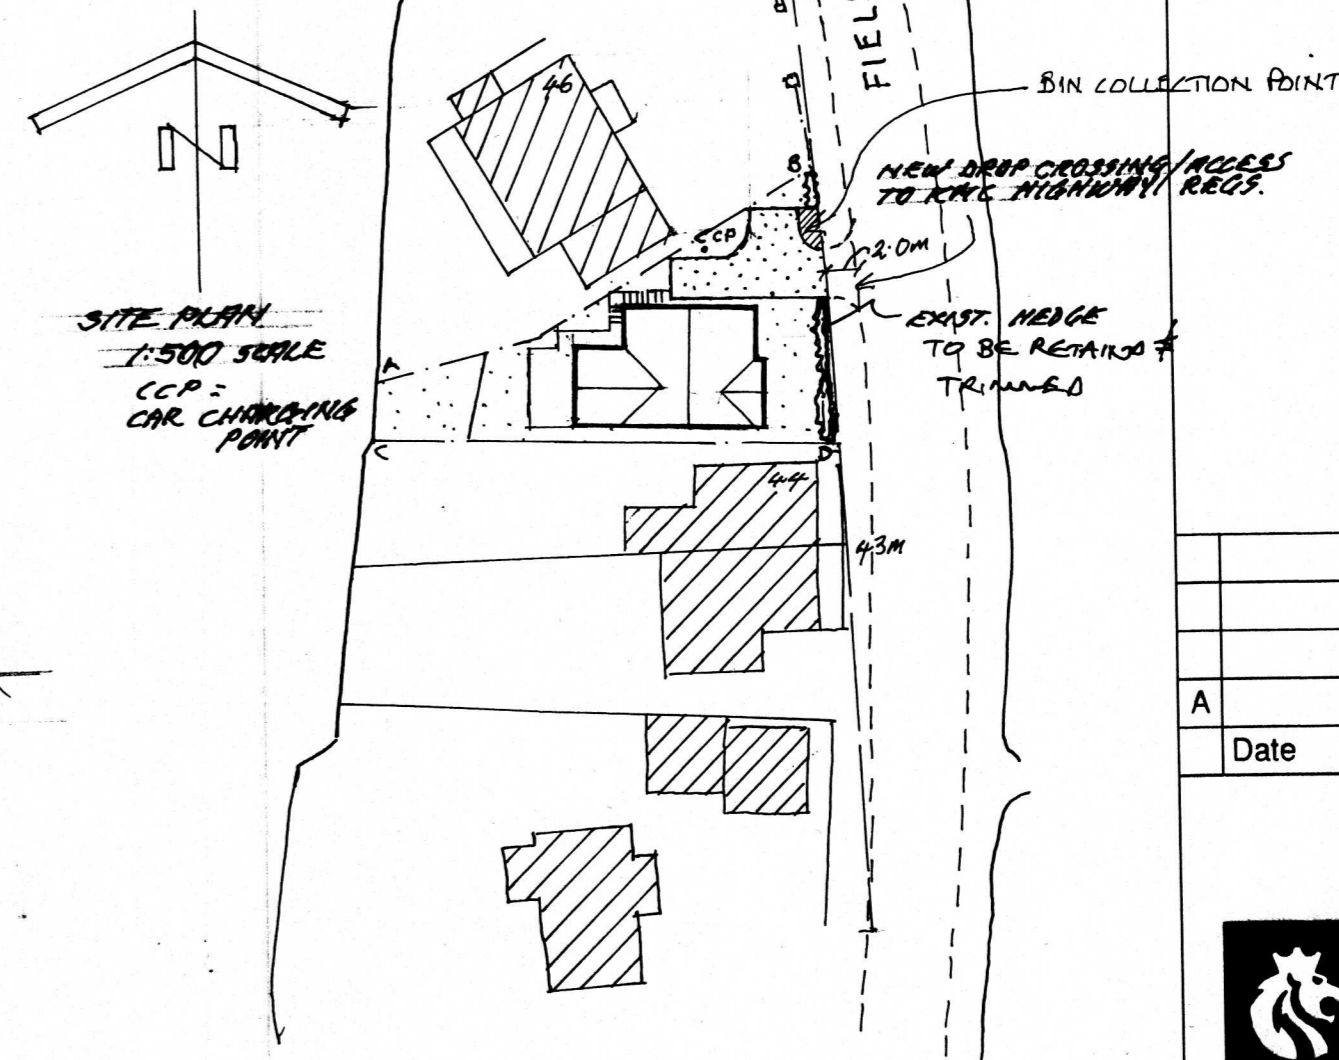 FIEL
46
BIN COLLECTION POINT
B
NEW DROP CROSSING/ACCESS
TO KMC HIGHWAY REGS.
CCP
2.0m
N
SITE PLAN
1:500 SCALE
CCP =
CAR CHARGING
POINT
EXIST. HEDGE
TO BE RETAINED &
TRIMMED
A
C
D
44
43m
A
Date